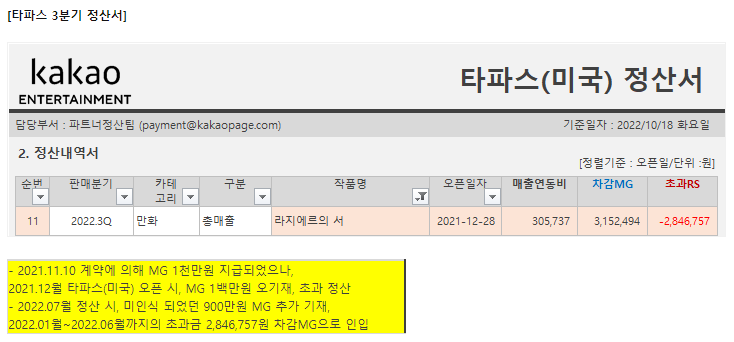 [타파스 3분기 정산서]
kakao
ENTERTAINMENT
타파스(미국) 정산서
담당부서 : 파트너정산팀 (payment@kakaopage.com) 기준일자 : 2022/10/18 화요일
2. 정산내역서
[정렬기준 : 오픈일/단위 :원]
순번 판매분기 카테고리 구분 작품명 오픈일자 매출연동비 차감MG 초과RS
11 2022.3Q 만화 총매출 라지에르의 서 2021-12-28 305,737 3,152,494 -2,846,757
- 2021.11.10 계약에 의해 MG 1천만원 지급되었으나,
2021.12월 타파스(미국) 오픈 시, MG 1백만원 오기재, 초과 정산
- 2022.07월 정산 시, 미인식 되었던 900만원 MG 추가 기재,
2022.01월~2022.06월까지의 초과금 2,846,757원 차감MG으로 인입